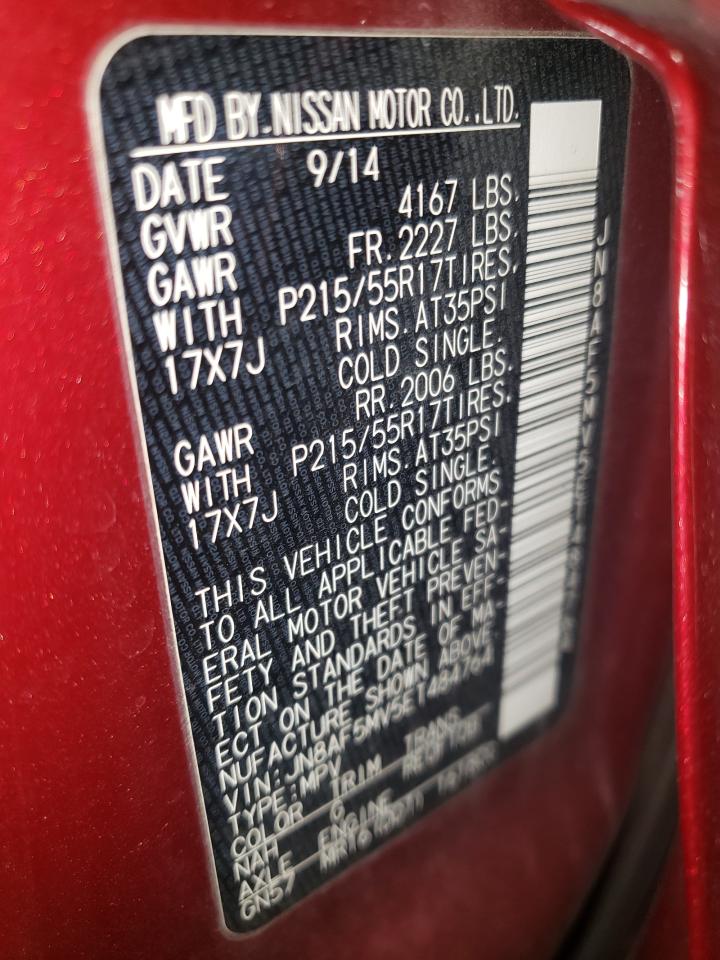 MFD BY NISSAN MOTOR CO.,LTD.
DATE 9/14
GVWR 4167 LBS.
GAWR FR. 2227 LBS.
WITH P215/55R17TIRES.
17X7J RIMS. AT35PSI
COLD SINGLE.
GAWR RR. 2006 LBS.
WITH P215/55R17TIRES.
17X7J RIMS. AT35PSI
COLD SINGLE.
THIS VEHICLE CONFORMS
TO ALL APPLICABLE FED-
ERAL MOTOR VEHICLE SA-
FETY AND THEFT PREVEN-
TION STANDARDS IN EFF-
ECT ON THE DATE OF MA-
NUFACTURE SHOWN ABOVE.
VIN:JN8AF5MV5ET484764
TYPE:MPV
COLOR TRIM TRANS
NAH G
AXLE ENGINE
GN57 MR16